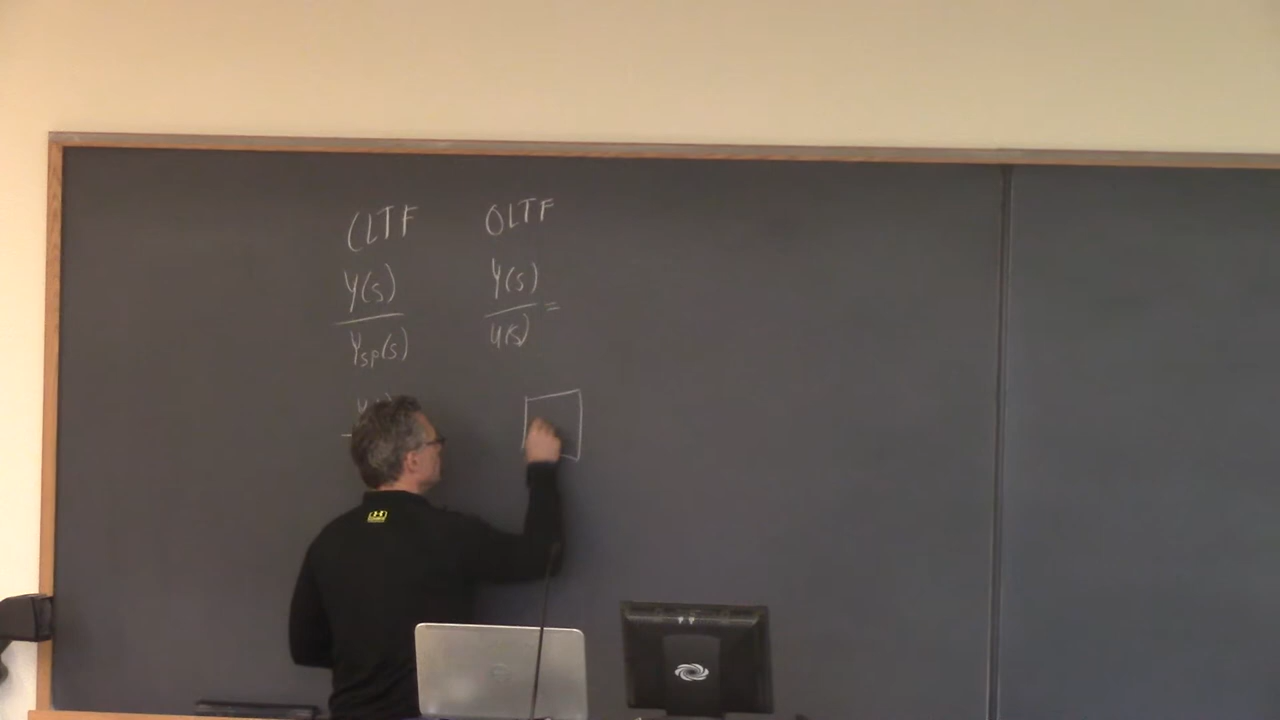 CLTF OLTF
Y(s) Y(s)
=
Ysp(s) U(s)